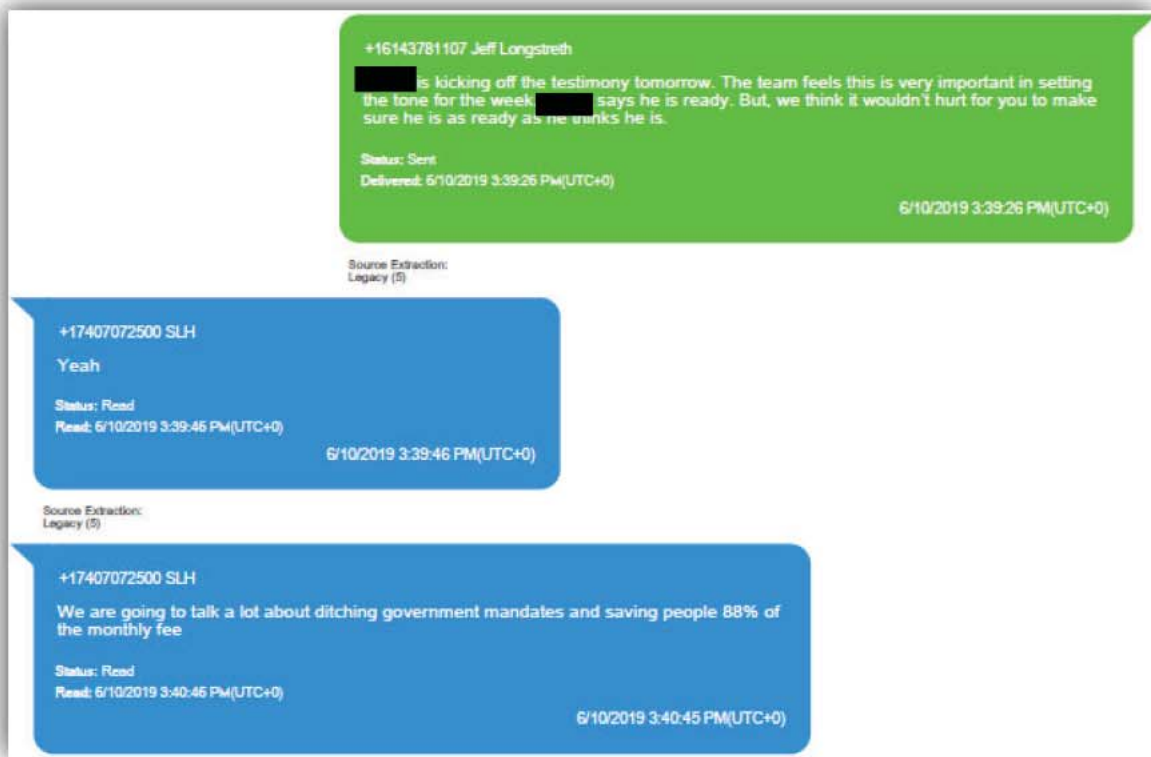 +16143781107 Jeff Longstreth
is kicking off the testimony tomorrow. The team feels this is very important in setting
the tone for the week. says he is ready. But, we think it wouldn't hurt for you to make
sure he is as ready as he thinks he is.
Status: Sent
Delivered: 6/10/2019 3:39:26 PM(UTC+0)
6/10/2019 3:39:26 PM(UTC+0)
Source Extraction:
Legacy (5)
+17407072500 SLH
Yeah
Status: Read
Read: 6/10/2019 3:39:46 PM(UTC+0)
6/10/2019 3:39:46 PM(UTC+0)
Source Extraction:
Legacy (5)
+17407072500 SLH
We are going to talk a lot about ditching government mandates and saving people 88% of
the monthly fee
Status: Read
Read: 6/10/2019 3:40:46 PM(UTC+0)
6/10/2019 3:40:45 PM(UTC+0)